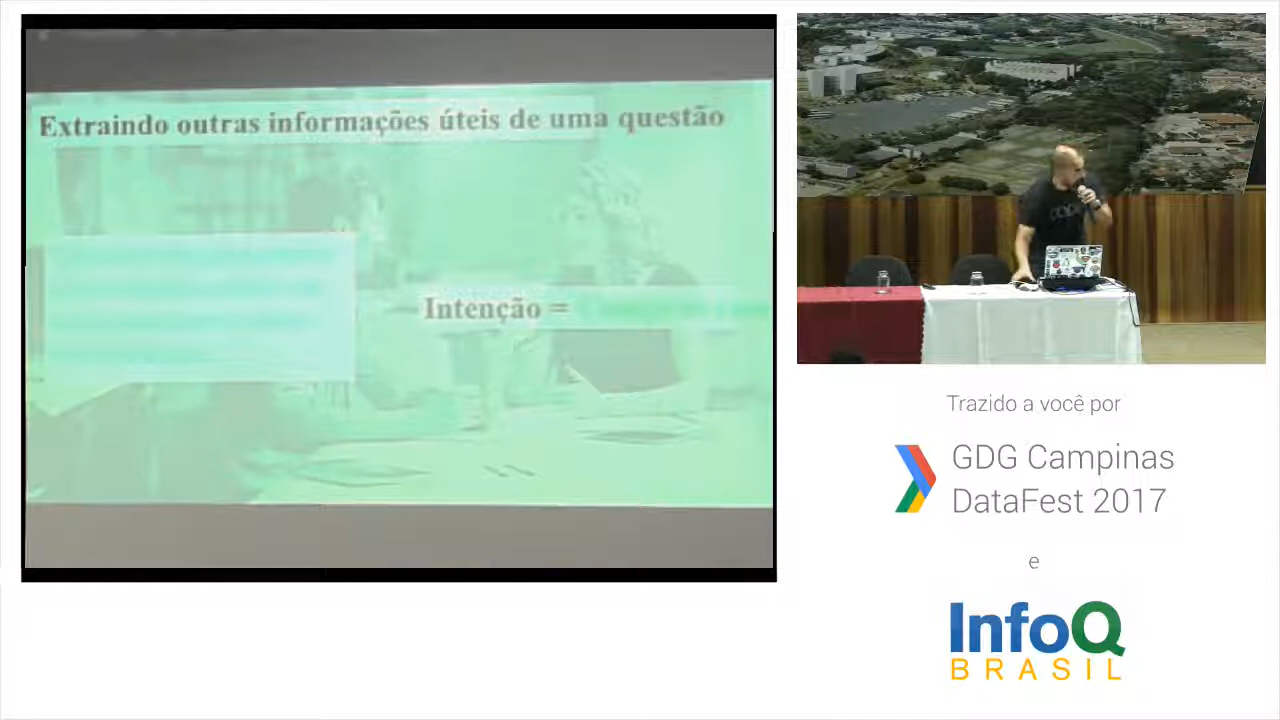 Extraindo outras informações úteis de uma questão
Intenção =
Trazido a você por
GDG Campinas
DataFest 2017
e
InfoQ
BRASIL